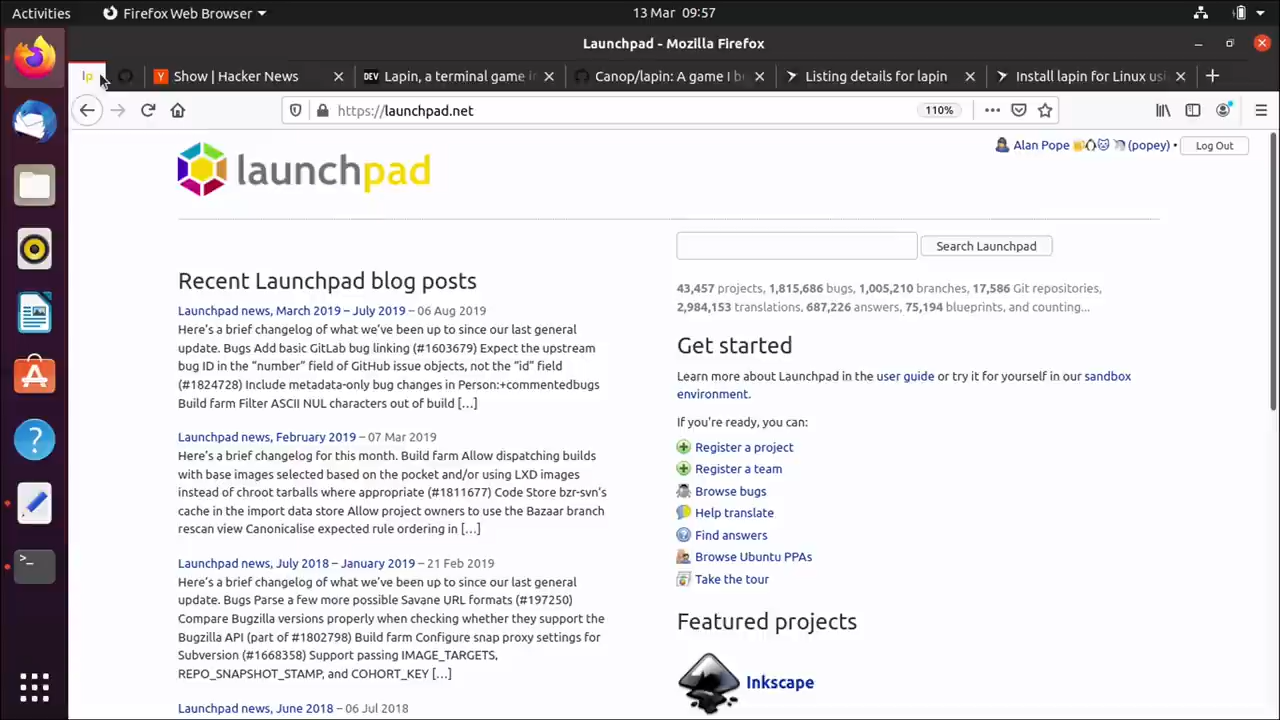 Activities
Firefox Web Browser
13 Mar 09:57
Launchpad - Mozilla Firefox
lp
Show | Hacker News
DEV
Lapin, a terminal game i
Canop/lapin: A game I b
Listing details for lapin
Install lapin for Linux usi
https://launchpad.net
110%
launchpad
Alan Pope (popey) •
Log Out
Search Launchpad
43,457 projects, 1,815,686 bugs, 1,005,210 branches, 17,586 Git repositories,
2,984,153 translations, 687,226 answers, 75,194 blueprints, and counting...
Recent Launchpad blog posts
Launchpad news, March 2019 – July 2019 – 06 Aug 2019
Here's a brief changelog of what we've been up to since our last general
update. Bugs Add basic GitLab bug linking (#1603679) Expect the upstream
bug ID in the "number" field of GitHub issue objects, not the "id" field
(#1824728) Include metadata-only bug changes in Person:+commentedbugs
Build farm Filter ASCII NUL characters out of build […]
Launchpad news, February 2019 – 07 Mar 2019
Here's a brief changelog for this month. Build farm Allow dispatching builds
with base images selected based on the pocket and/or using LXD images
instead of chroot tarballs where appropriate (#1811677) Code Store bzr-svn's
cache in the import data store Allow project owners to use the Bazaar branch
rescan view Canonicalise expected rule ordering in […]
Launchpad news, July 2018 – January 2019 – 21 Feb 2019
Here's a brief changelog of what we've been up to since our last general
update. Bugs Parse a few more possible Savane URL formats (#197250)
Compare Bugzilla versions properly when checking whether they support the
Bugzilla API (part of #1802798) Build farm Configure snap proxy settings for
Subversion (#1668358) Support passing IMAGE_TARGETS,
REPO_SNAPSHOT_STAMP, and COHORT_KEY […]
Launchpad news, June 2018 – 06 Jul 2018
Get started
Learn more about Launchpad in the user guide or try it for yourself in our sandbox
environment.
If you're ready, you can:
Register a project
Register a team
Browse bugs
Help translate
Find answers
Browse Ubuntu PPAs
Take the tour
Featured projects
Inkscape